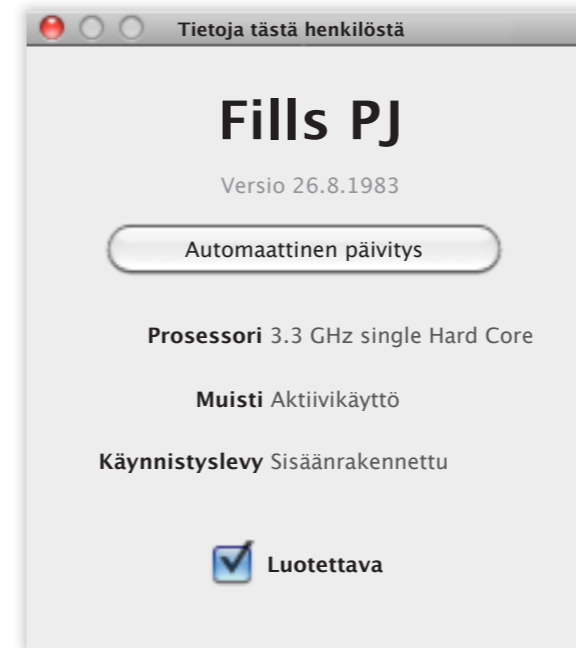 Tietoja tästä henkilöstä
Fills PJ
Versio 26.8.1983
Automaattinen päivitys
Prosessori 3.3 GHz single Hard Core
Muisti Aktiivikäyttö
Käynnistyslevy Sisäänrakennettu
Luotettava